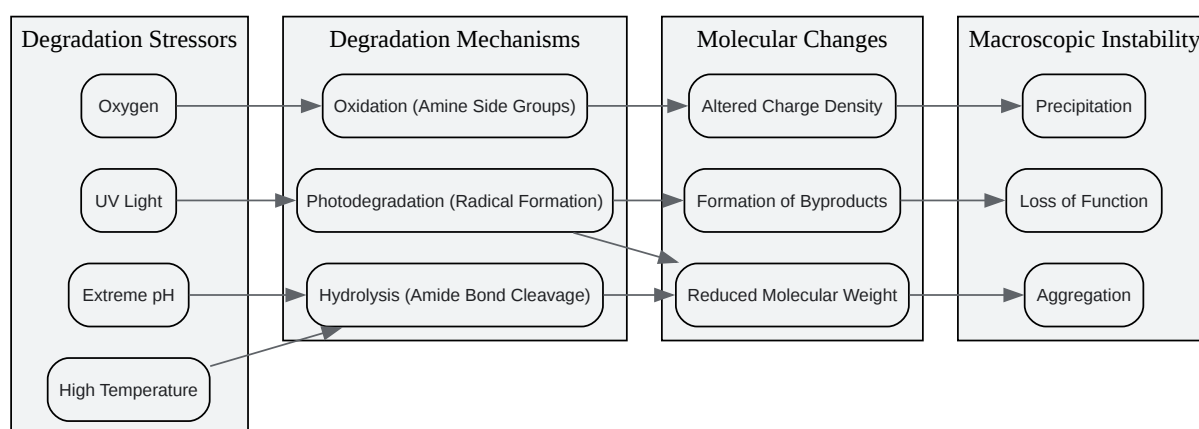 Degradation Stressors
Oxygen
UV Light
Extreme pH
High Temperature
Degradation Mechanisms
Oxidation (Amine Side Groups)
Photodegradation (Radical Formation)
Hydrolysis (Amide Bond Cleavage)
Molecular Changes
Altered Charge Density
Formation of Byproducts
Reduced Molecular Weight
Macroscopic Instability
Precipitation
Loss of Function
Aggregation